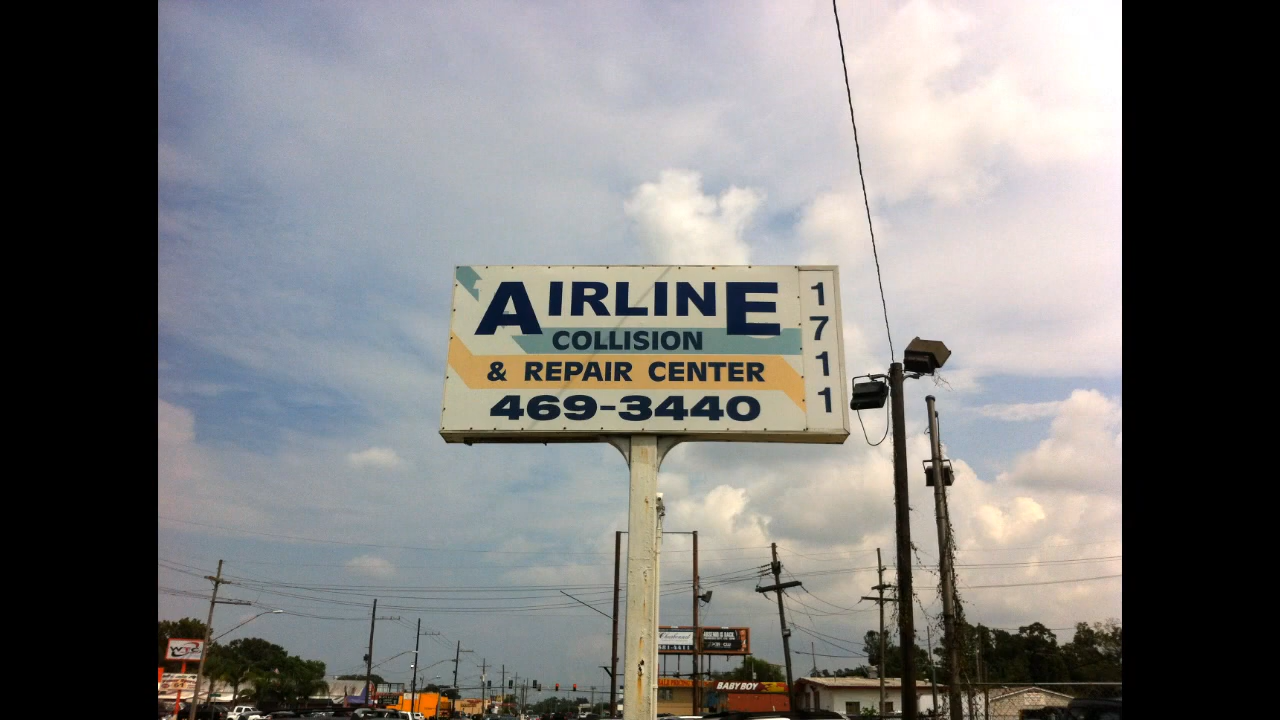 AIRLINE
COLLISION
& REPAIR CENTER
469-3440
1711
BABY BOY